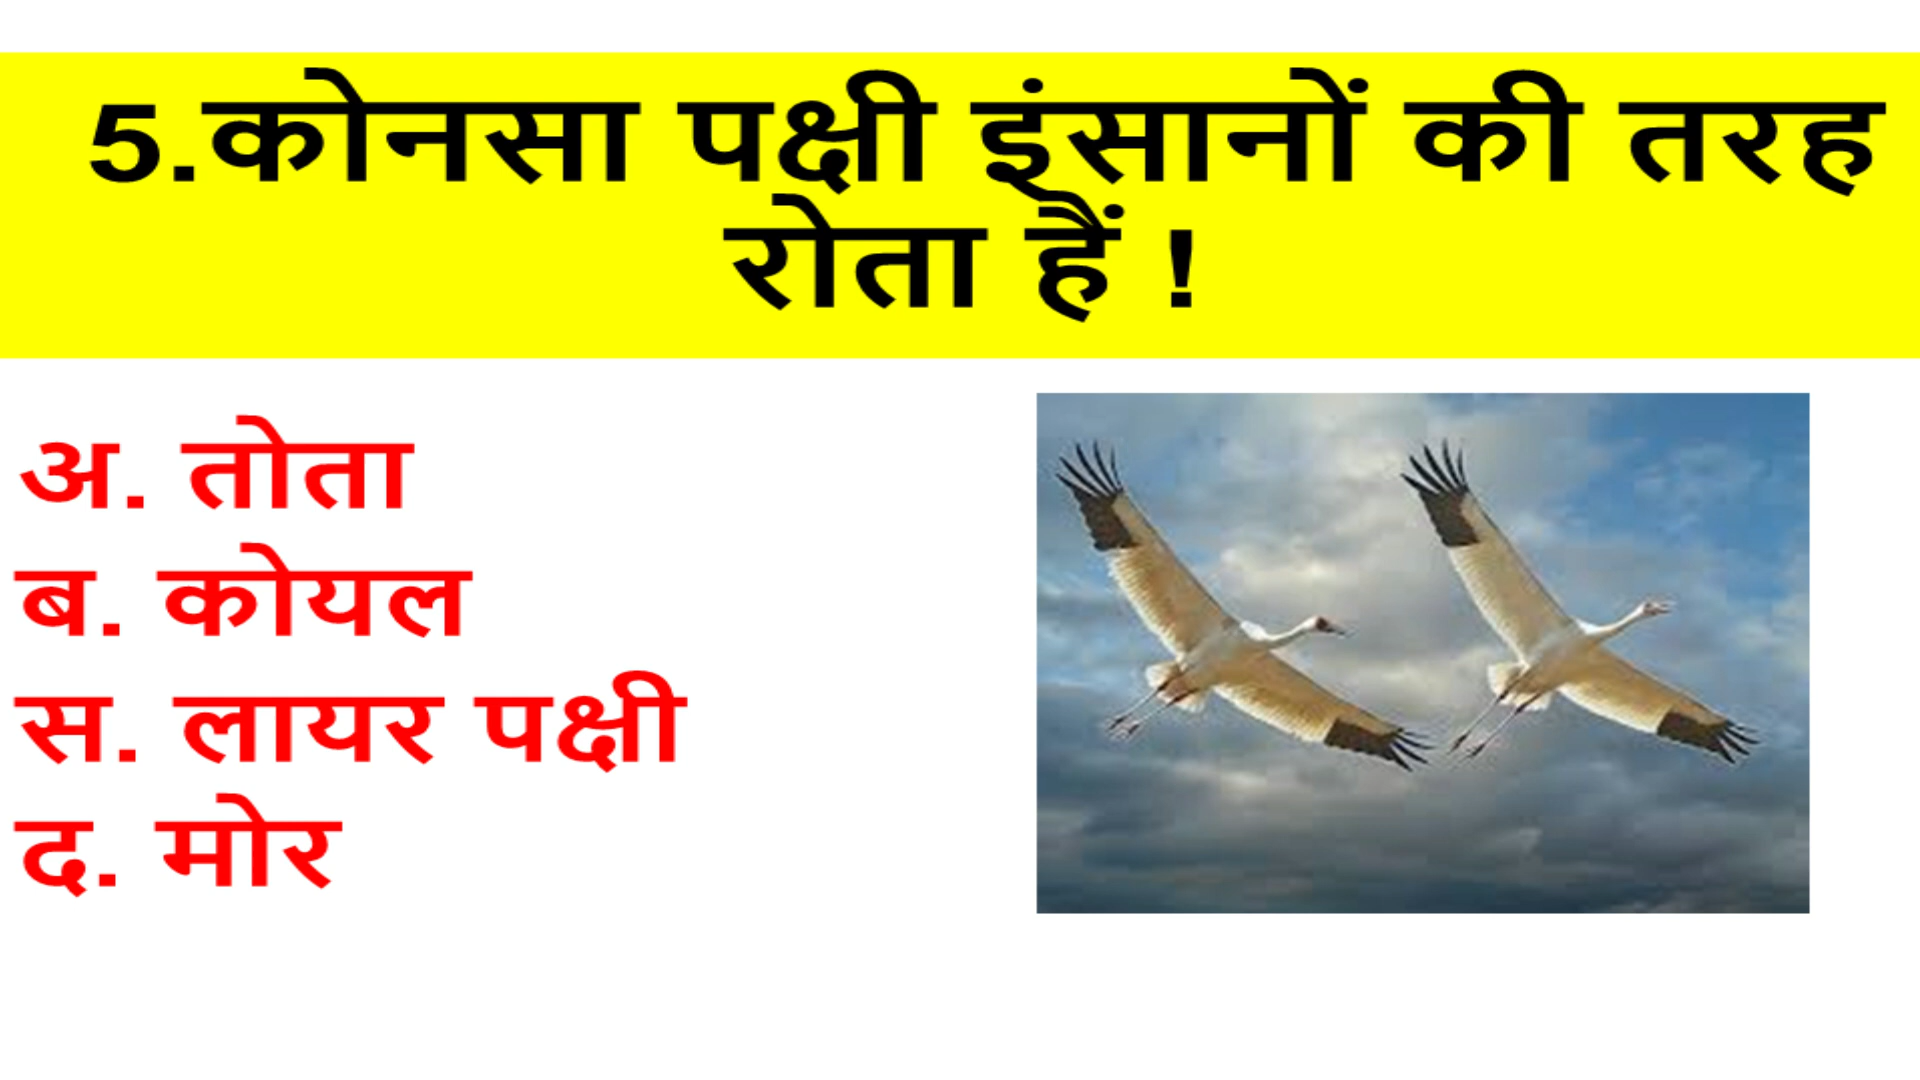 5.कोनसा पक्षी इंसानों की तरह
रोता हैं !
अ. तोता
ब. कोयल
स. लायर पक्षी
द. मोर